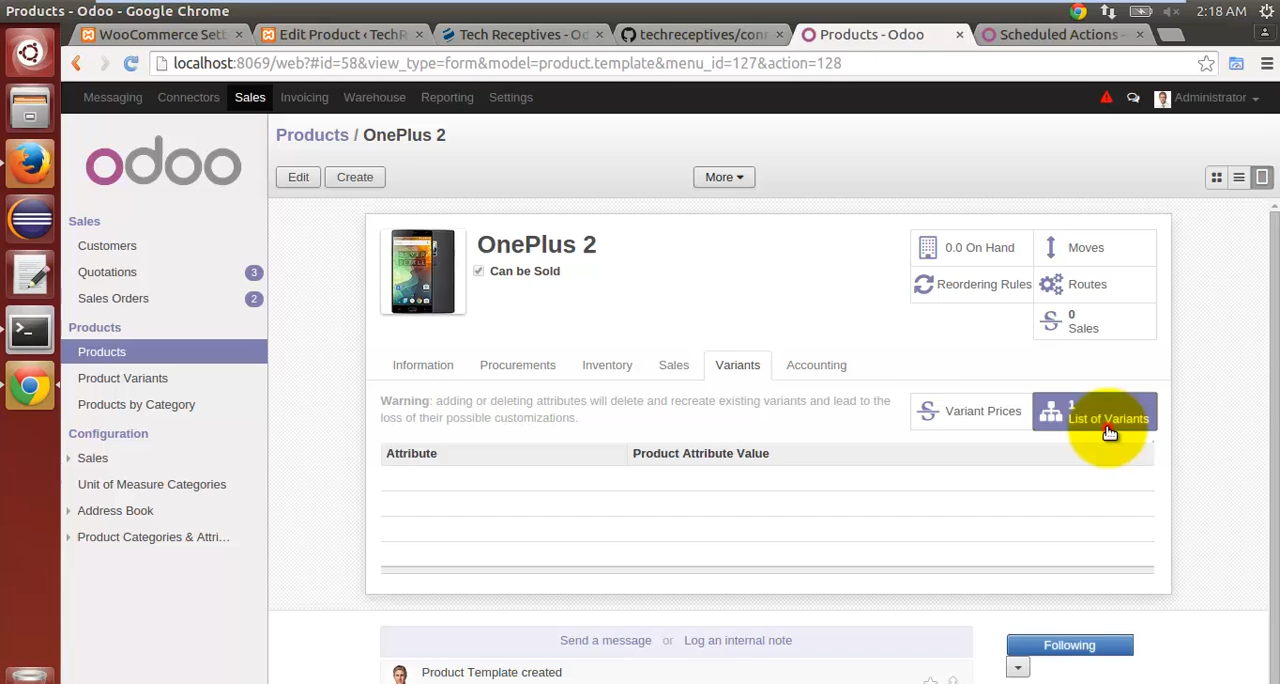 Products - Odoo - Google Chrome
2:18 AM
WooCommerce Sett
Edit Product ‹ TechR
Tech Receptives - Od
techreceptives/conn
Products - Odoo
Scheduled Actions -
localhost:8069/web?#id=58&view_type=form&model=product.template&menu_id=127&action=128
Messaging
Connectors
Sales
Invoicing
Warehouse
Reporting
Settings
Administrator
odoo
Products / OnePlus 2
Edit
Create
More
Sales
Customers
Quotations
3
Sales Orders
2
Products
Products
Product Variants
Products by Category
Configuration
Sales
Unit of Measure Categories
Address Book
Product Categories & Attri...
OnePlus 2
Can be Sold
0.0 On Hand
Moves
Reordering Rules
Routes
0
Sales
Information
Procurements
Inventory
Sales
Variants
Accounting
Warning: adding or deleting attributes will delete and recreate existing variants and lead to the
loss of their possible customizations.
Variant Prices
1
List of Variants
Attribute
Product Attribute Value
Send a message or Log an internal note
Following
Product Template created